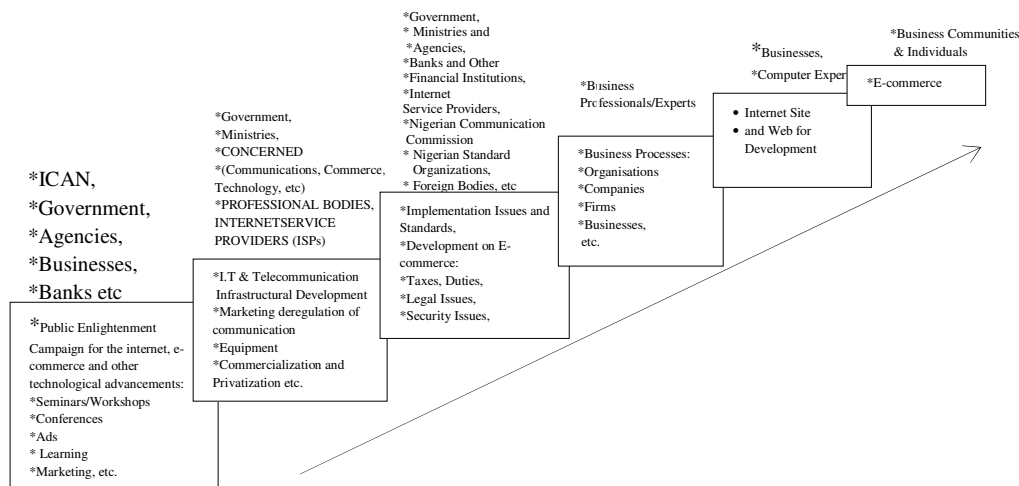 *ICAN,
*Government,
*Agencies,
*Businesses,
*Banks etc
*Public Enlightenment
Campaign for the internet, e-
commerce and other
technological advancements:
*Seminars/Workshops
*Conferences
*Ads
* Learning
*Marketing, etc.
*Government,
*Ministries,
*CONCERNED
*(Communications, Commerce,
Technology, etc)
*PROFESSIONAL BODIES,
INTERNETSERVICE
PROVIDERS (ISPs)
*I.T & Telecommunication
Infrastructural Development
*Marketing deregulation of
communication
*Equipment
*Commercialization and
Privatization etc.
*Government,
* Ministries and
*Agencies,
*Banks and Other
*Financial Institutions,
*Internet
Service Providers,
*Nigerian Communication
Commission
* Nigerian Standard
Organizations,
* Foreign Bodies, etc
*Implementation Issues and
Standards,
*Development on E-
commerce:
*Taxes, Duties,
*Legal Issues,
*Security Issues,
*Business
Professionals/Experts
*Business Processes:
*Organisations
*Companies
*Firms
*Businesses,
etc.
*Businesses,
*Computer Exper
• Internet Site
• and Web for
Development
*Business Communities
& Individuals
*E-commerce